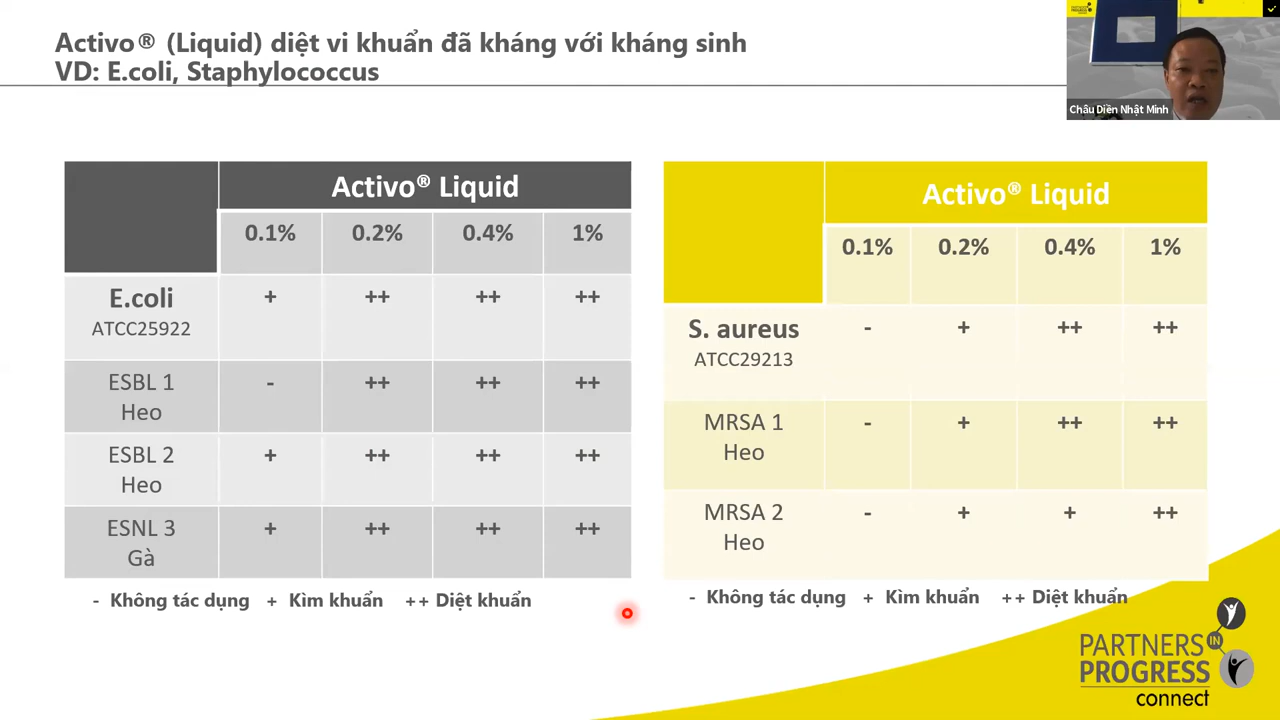 Activo® (Liquid) diệt vi khuẩn đã kháng với kháng sinh
VD: E.coli, Staphylococcus
Châu Diễn Nhật Minh
Activo® Liquid
0.1% 0.2% 0.4% 1%
E.coli + ++ ++ ++
ATCC25922
ESBL 1 - ++ ++ ++
Heo
ESBL 2 + ++ ++ ++
Heo
ESNL 3 + ++ ++ ++
Gà
- Không tác dụng + Kìm khuẩn ++ Diệt khuẩn
Activo® Liquid
0.1% 0.2% 0.4% 1%
S. aureus - + ++ ++
ATCC29213
MRSA 1 - + ++ ++
Heo
MRSA 2 - + + ++
Heo
- Không tác dụng + Kìm khuẩn ++ Diệt khuẩn
PARTNERS IN
PROGRESS
connect